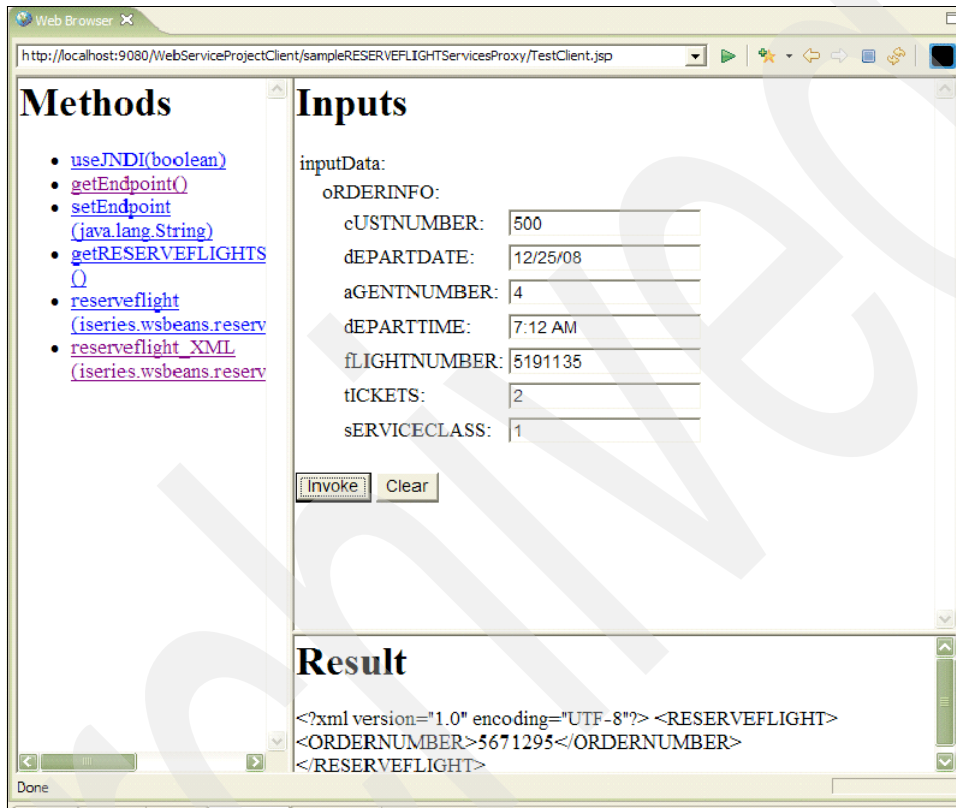 Web Browser
http://localhost:9080/WebServiceProjectClient/sampleRESERVEFLIGHTServicesProxy/TestClient.jsp
Methods
useJNDI(boolean)
getEndpoint()
setEndpoint
(java.lang.String)
getRESERVEFLIGHTS
()
reserveflight
(iseries.wsbeans.reserv
reserveflight_XML
(iseries.wsbeans.reserv
Inputs
inputData:
oRDERINFO:
cUSTNUMBER: 500
dEPARTDATE: 12/25/08
aGENTNUMBER: 4
dEPARTTIME: 7:12 AM
fLIGHTNUMBER: 5191135
tICKETS: 2
sERVICECLASS: 1
Invoke Clear
Result
<?xml version="1.0" encoding="UTF-8"?> <RESERVEFLIGHT>
<ORDERNUMBER>5671295</ORDERNUMBER>
</RESERVEFLIGHT>
Done